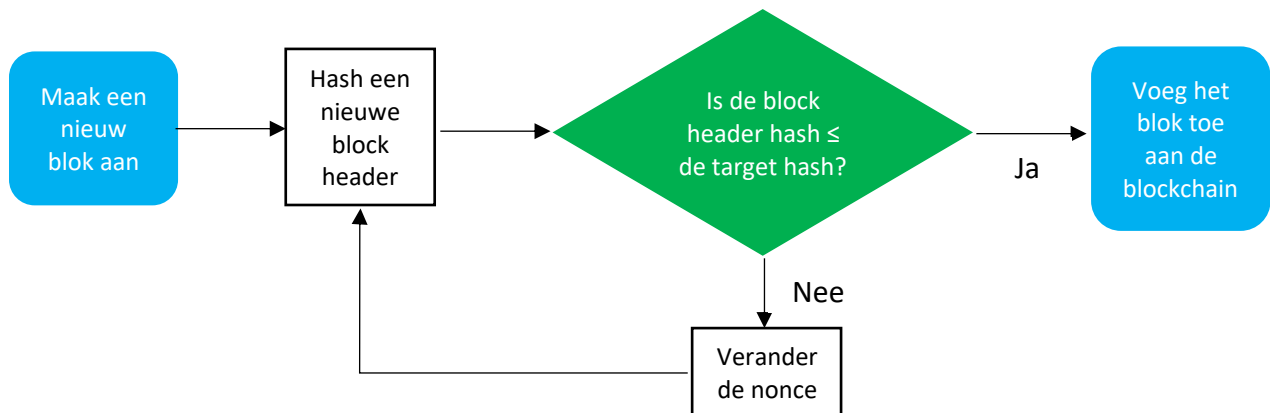 Maak een
nieuw
blok aan
Hash een
nieuwe
block
header
Is de block
header hash ≤
de target hash?
Ja
Voeg het
blok toe
aan de
blockchain
Nee
Verander
de nonce